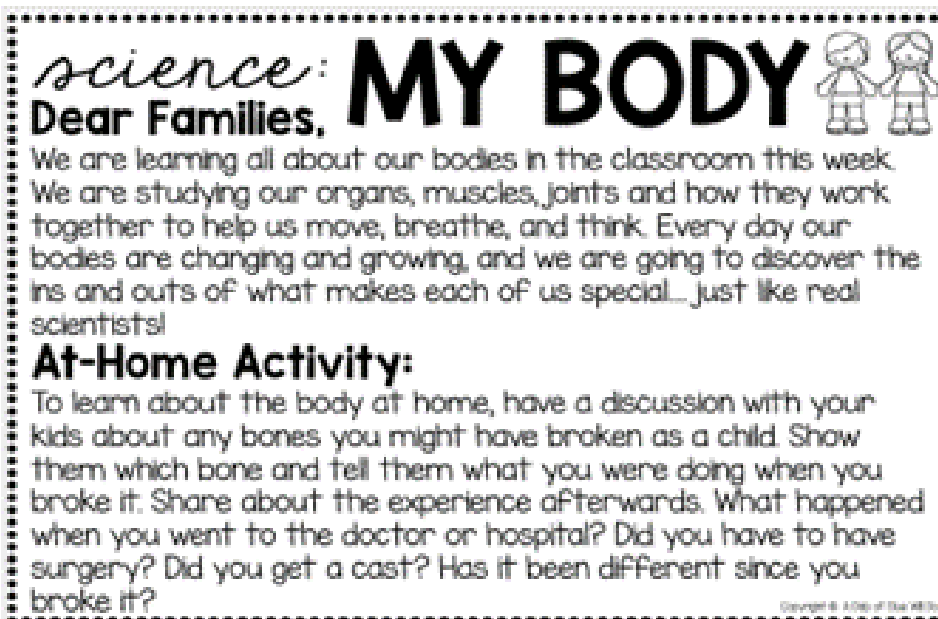 science: MY BODY
Dear Families,
We are learning all about our bodies in the classroom this week.
We are studying our organs, muscles, joints and how they work
together to help us move, breathe, and think. Every day our
bodies are changing and growing, and we are going to discover the
ins and outs of what makes each of us special... just like real
scientists!
At-Home Activity:
To learn about the body at home, have a discussion with your
kids about any bones you might have broken as a child. Show
them which bone and tell them what you were doing when you
broke it. Share about the experience afterwards. What happened
when you went to the doctor or hospital? Did you have to have
surgery? Did you get a cast? Has it been different since you
broke it?
Copyright ©